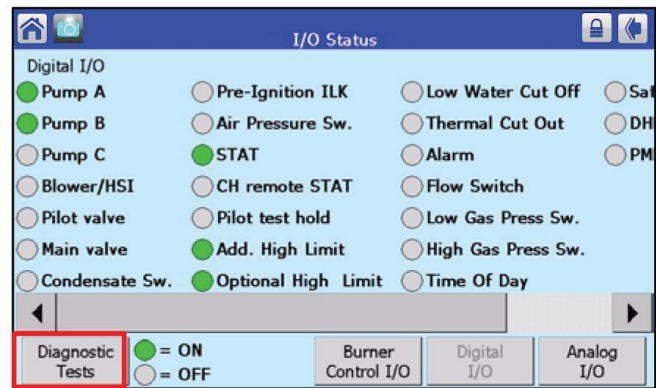 I/O Status
Digital I/O
Pump A
Pump B
Pump C
Blower/HSI
Pilot valve
Main valve
Condensate Sw.
Pre-Ignition ILK
Air Pressure Sw.
STAT
CH remote STAT
Pilot test hold
Add. High Limit
Optional High Limit
Low Water Cut Off
Thermal Cut Out
Alarm
Flow Switch
Low Gas Press Sw.
High Gas Press Sw.
Time Of Day
Diagnostic
Tests
= ON
= OFF
Burner
Control I/O
Digital
I/O
Analog
I/O